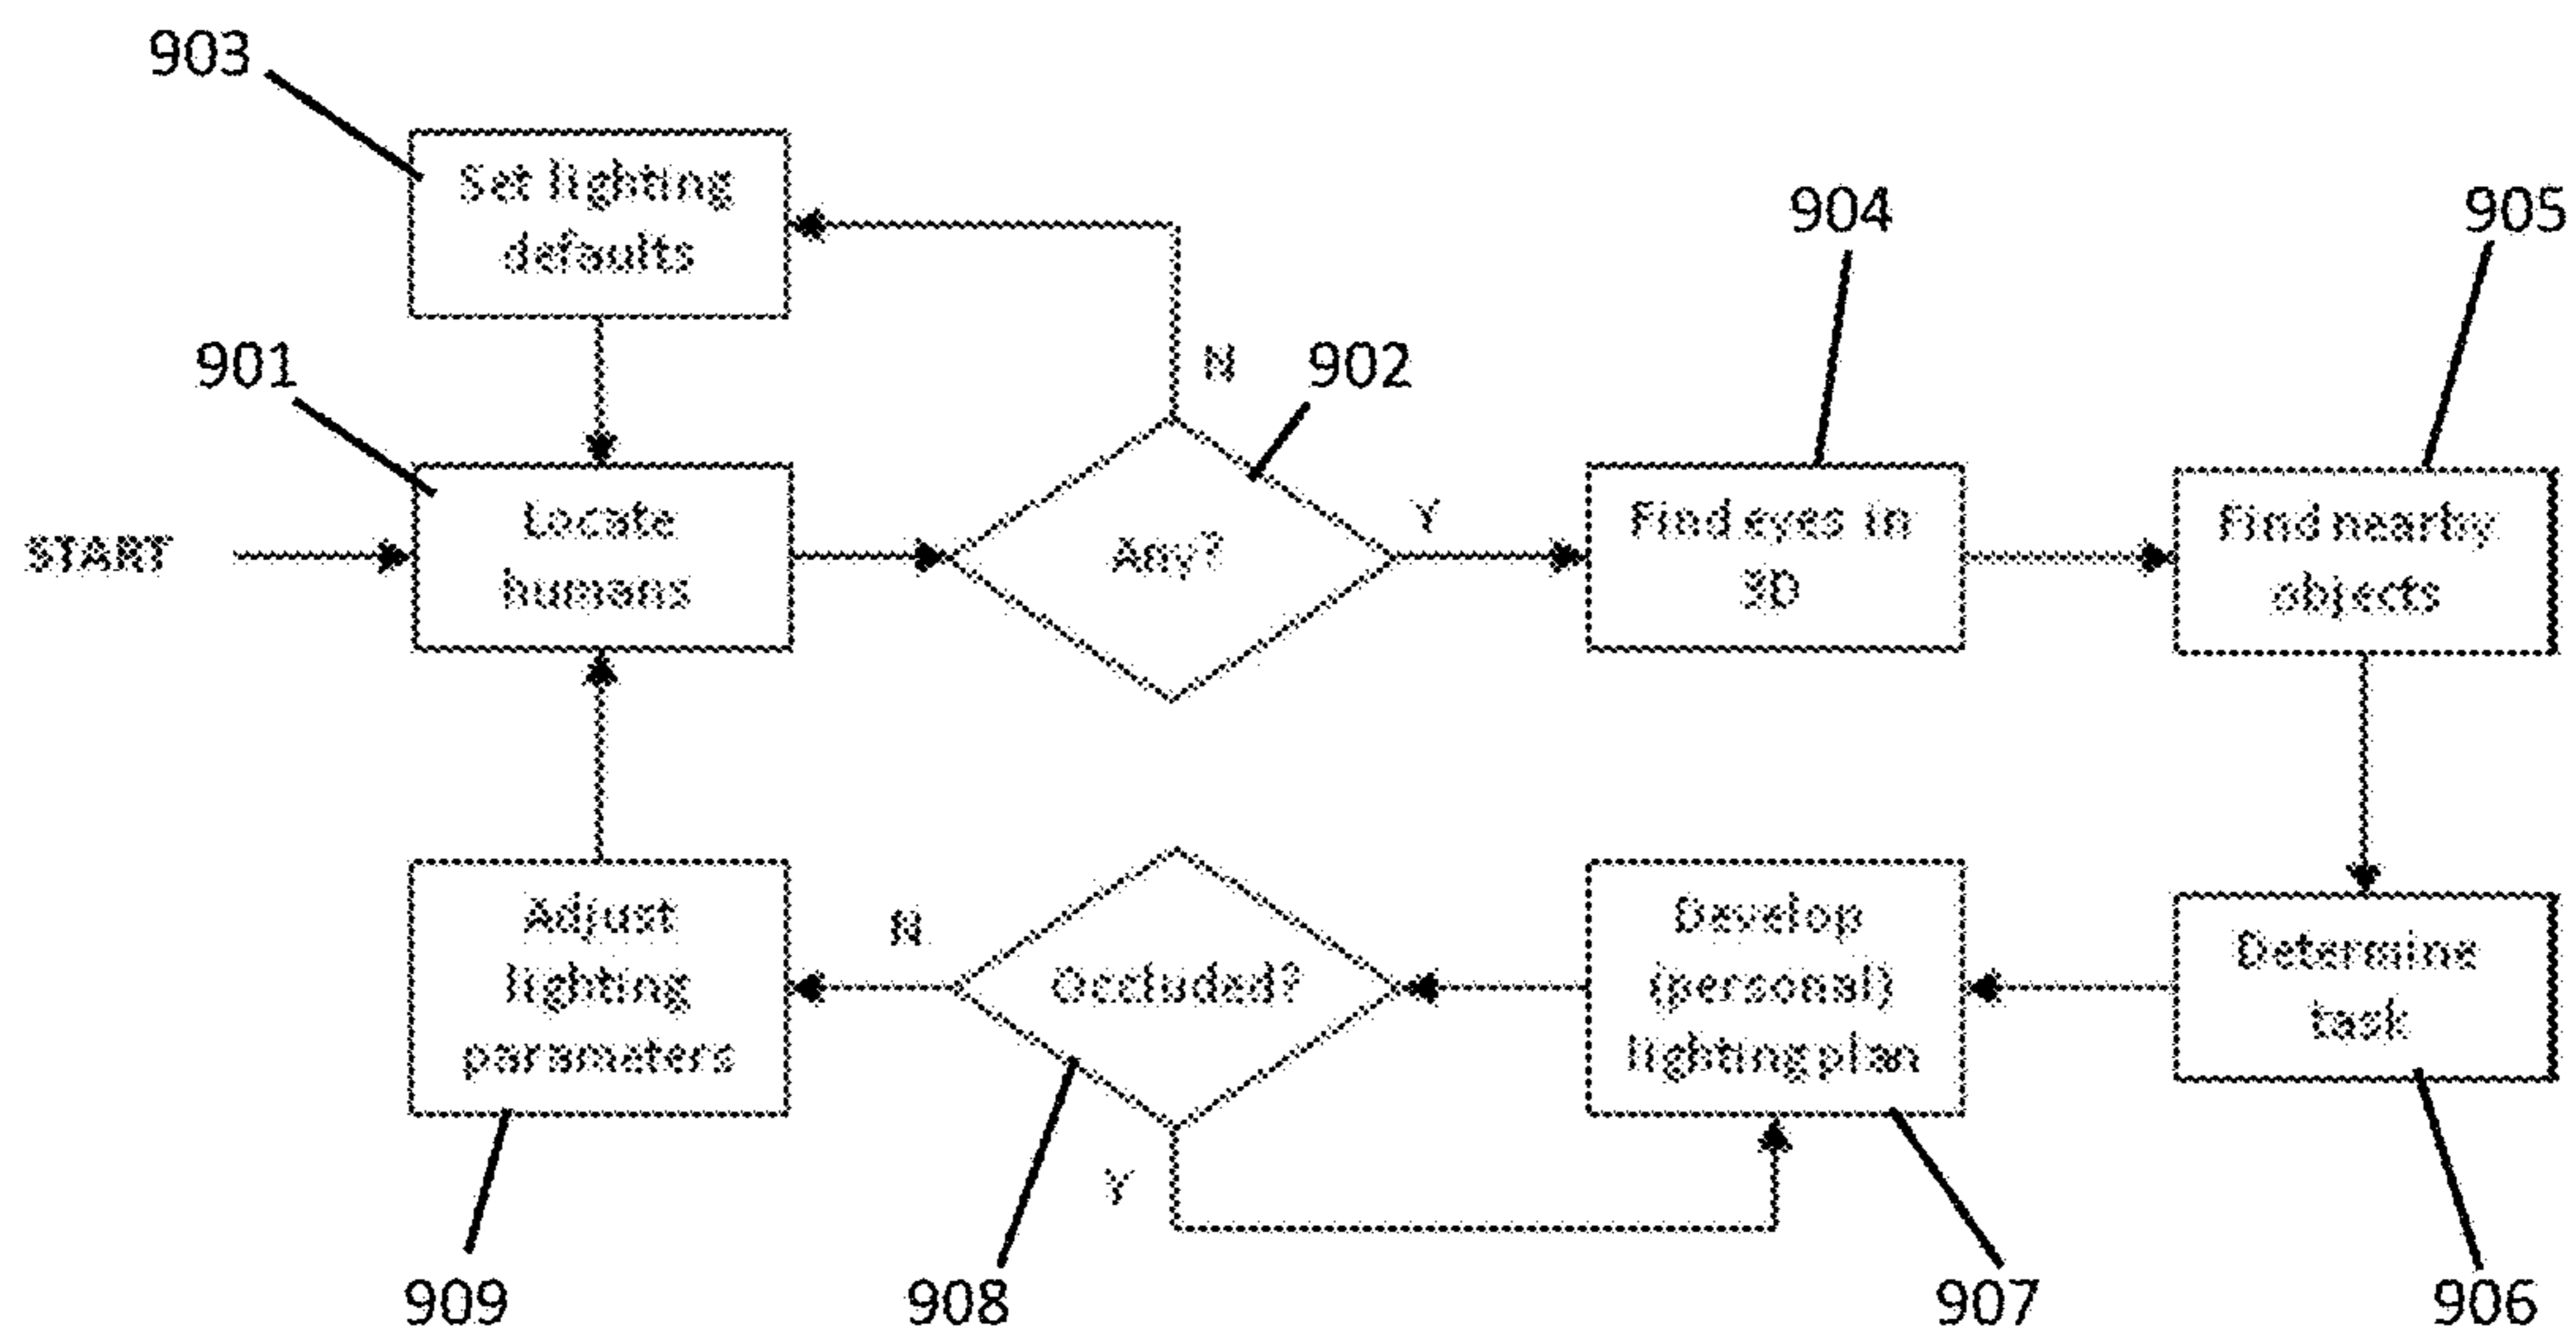 903
Set lighting
defaults
904
905
901
N
902
START
Locate
humans
Any?
Y
Find eyes in
3D
Find nearby
objects
Adjust
lighting
parameters
N
Occluded?
Develop
(personal)
lighting plan
Determine
task
Y
909
908
907
906